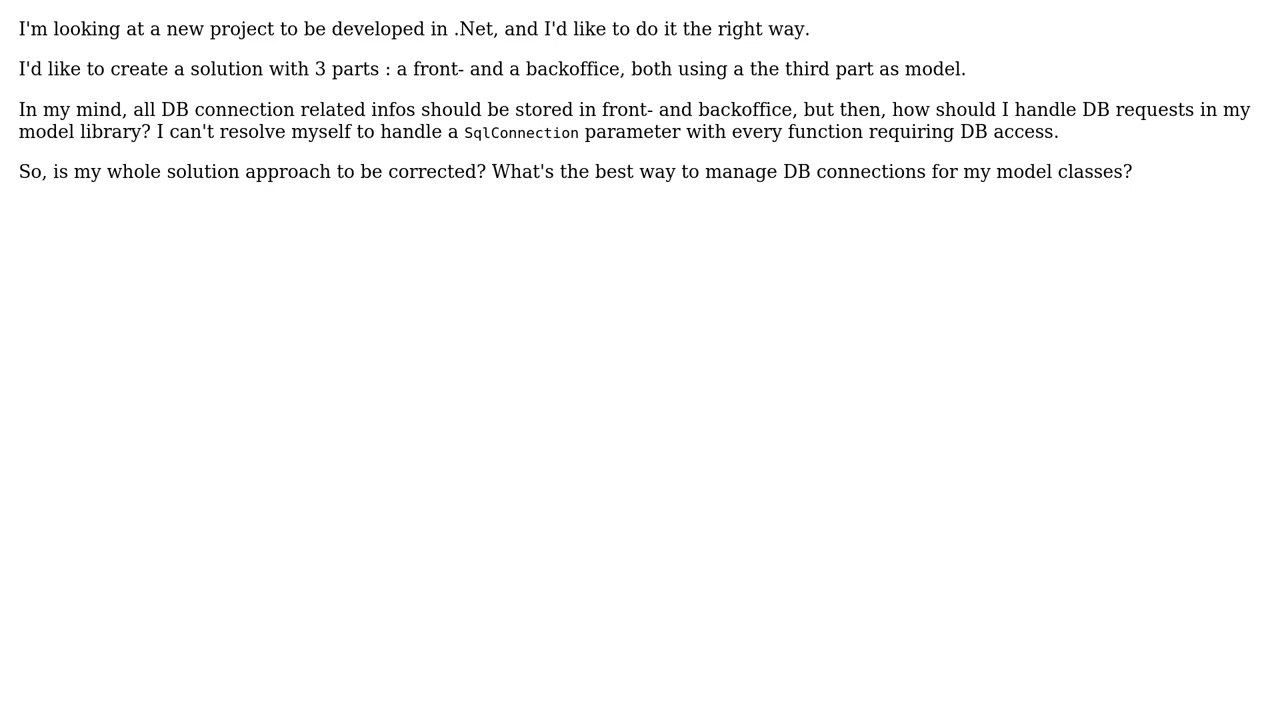 I'm looking at a new project to be developed in .Net, and I'd like to do it the right way.
I'd like to create a solution with 3 parts : a front- and a backoffice, both using a the third part as model.
In my mind, all DB connection related infos should be stored in front- and backoffice, but then, how should I handle DB requests in my
model library? I can't resolve myself to handle a SqlConnection parameter with every function requiring DB access.
So, is my whole solution approach to be corrected? What's the best way to manage DB connections for my model classes?